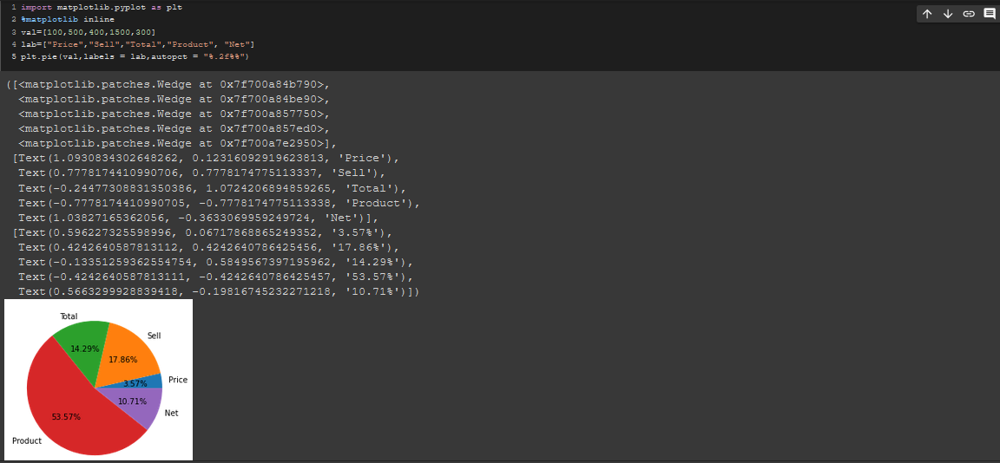 1 import matplotlib.pyplot as plt
2 %matplotlib inline
3 val=[100,500,400,1500,300]
4 lab=["Price","Sell","Total","Product", "Net"]
5 plt.pie(val,labels = lab,autopct = "%.2f%%")
([<matplotlib.patches.Wedge at 0x7f700a84b790>,
<matplotlib.patches.Wedge at 0x7f700a84be90>,
<matplotlib.patches.Wedge at 0x7f700a857750>,
<matplotlib.patches.Wedge at 0x7f700a857ed0>,
<matplotlib.patches.Wedge at 0x7f700a7e2950>],
[Text(1.0930834302648262, 0.12316092919623813, 'Price'),
Text(0.7778174410990706, 0.7778174775113337, 'Sell'),
Text(-0.24477308831350386, 1.0724206894859265, 'Total'),
Text(-0.7778174410990705, -0.7778174775113338, 'Product'),
Text(1.03827165362056, -0.3633069959249724, 'Net')],
[Text(0.596227325598996, 0.06717868865249352, '3.57%'),
Text(0.4242640587813112, 0.4242640786425456, '17.86%'),
Text(-0.13351259362554754, 0.5849567397195962, '14.29%'),
Text(-0.4242640587813111, -0.4242640786425457, '53.57%'),
Text(0.5663299928839418, -0.19816745232271218, '10.71%')])
Total
Sell
14.29%
17.86%
Price
3.57%
10.71%
Net
53.57%
Product